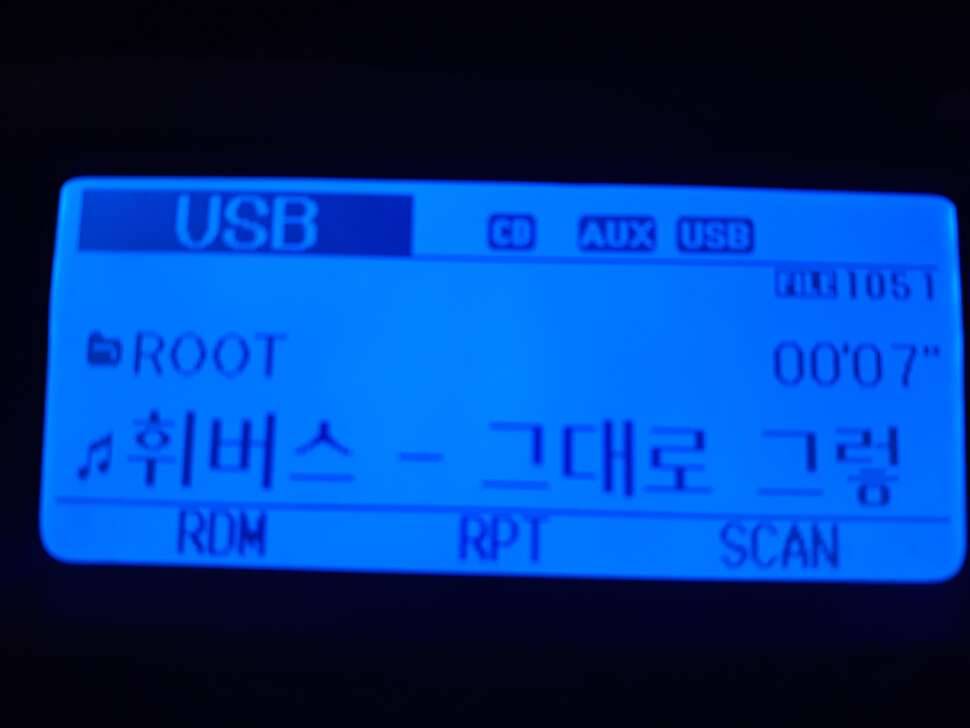 USB CD AUX USB
FILE 1051
ROOT 00'07"
휘버스 - 그대로 그렇
RDM RPT SCAN